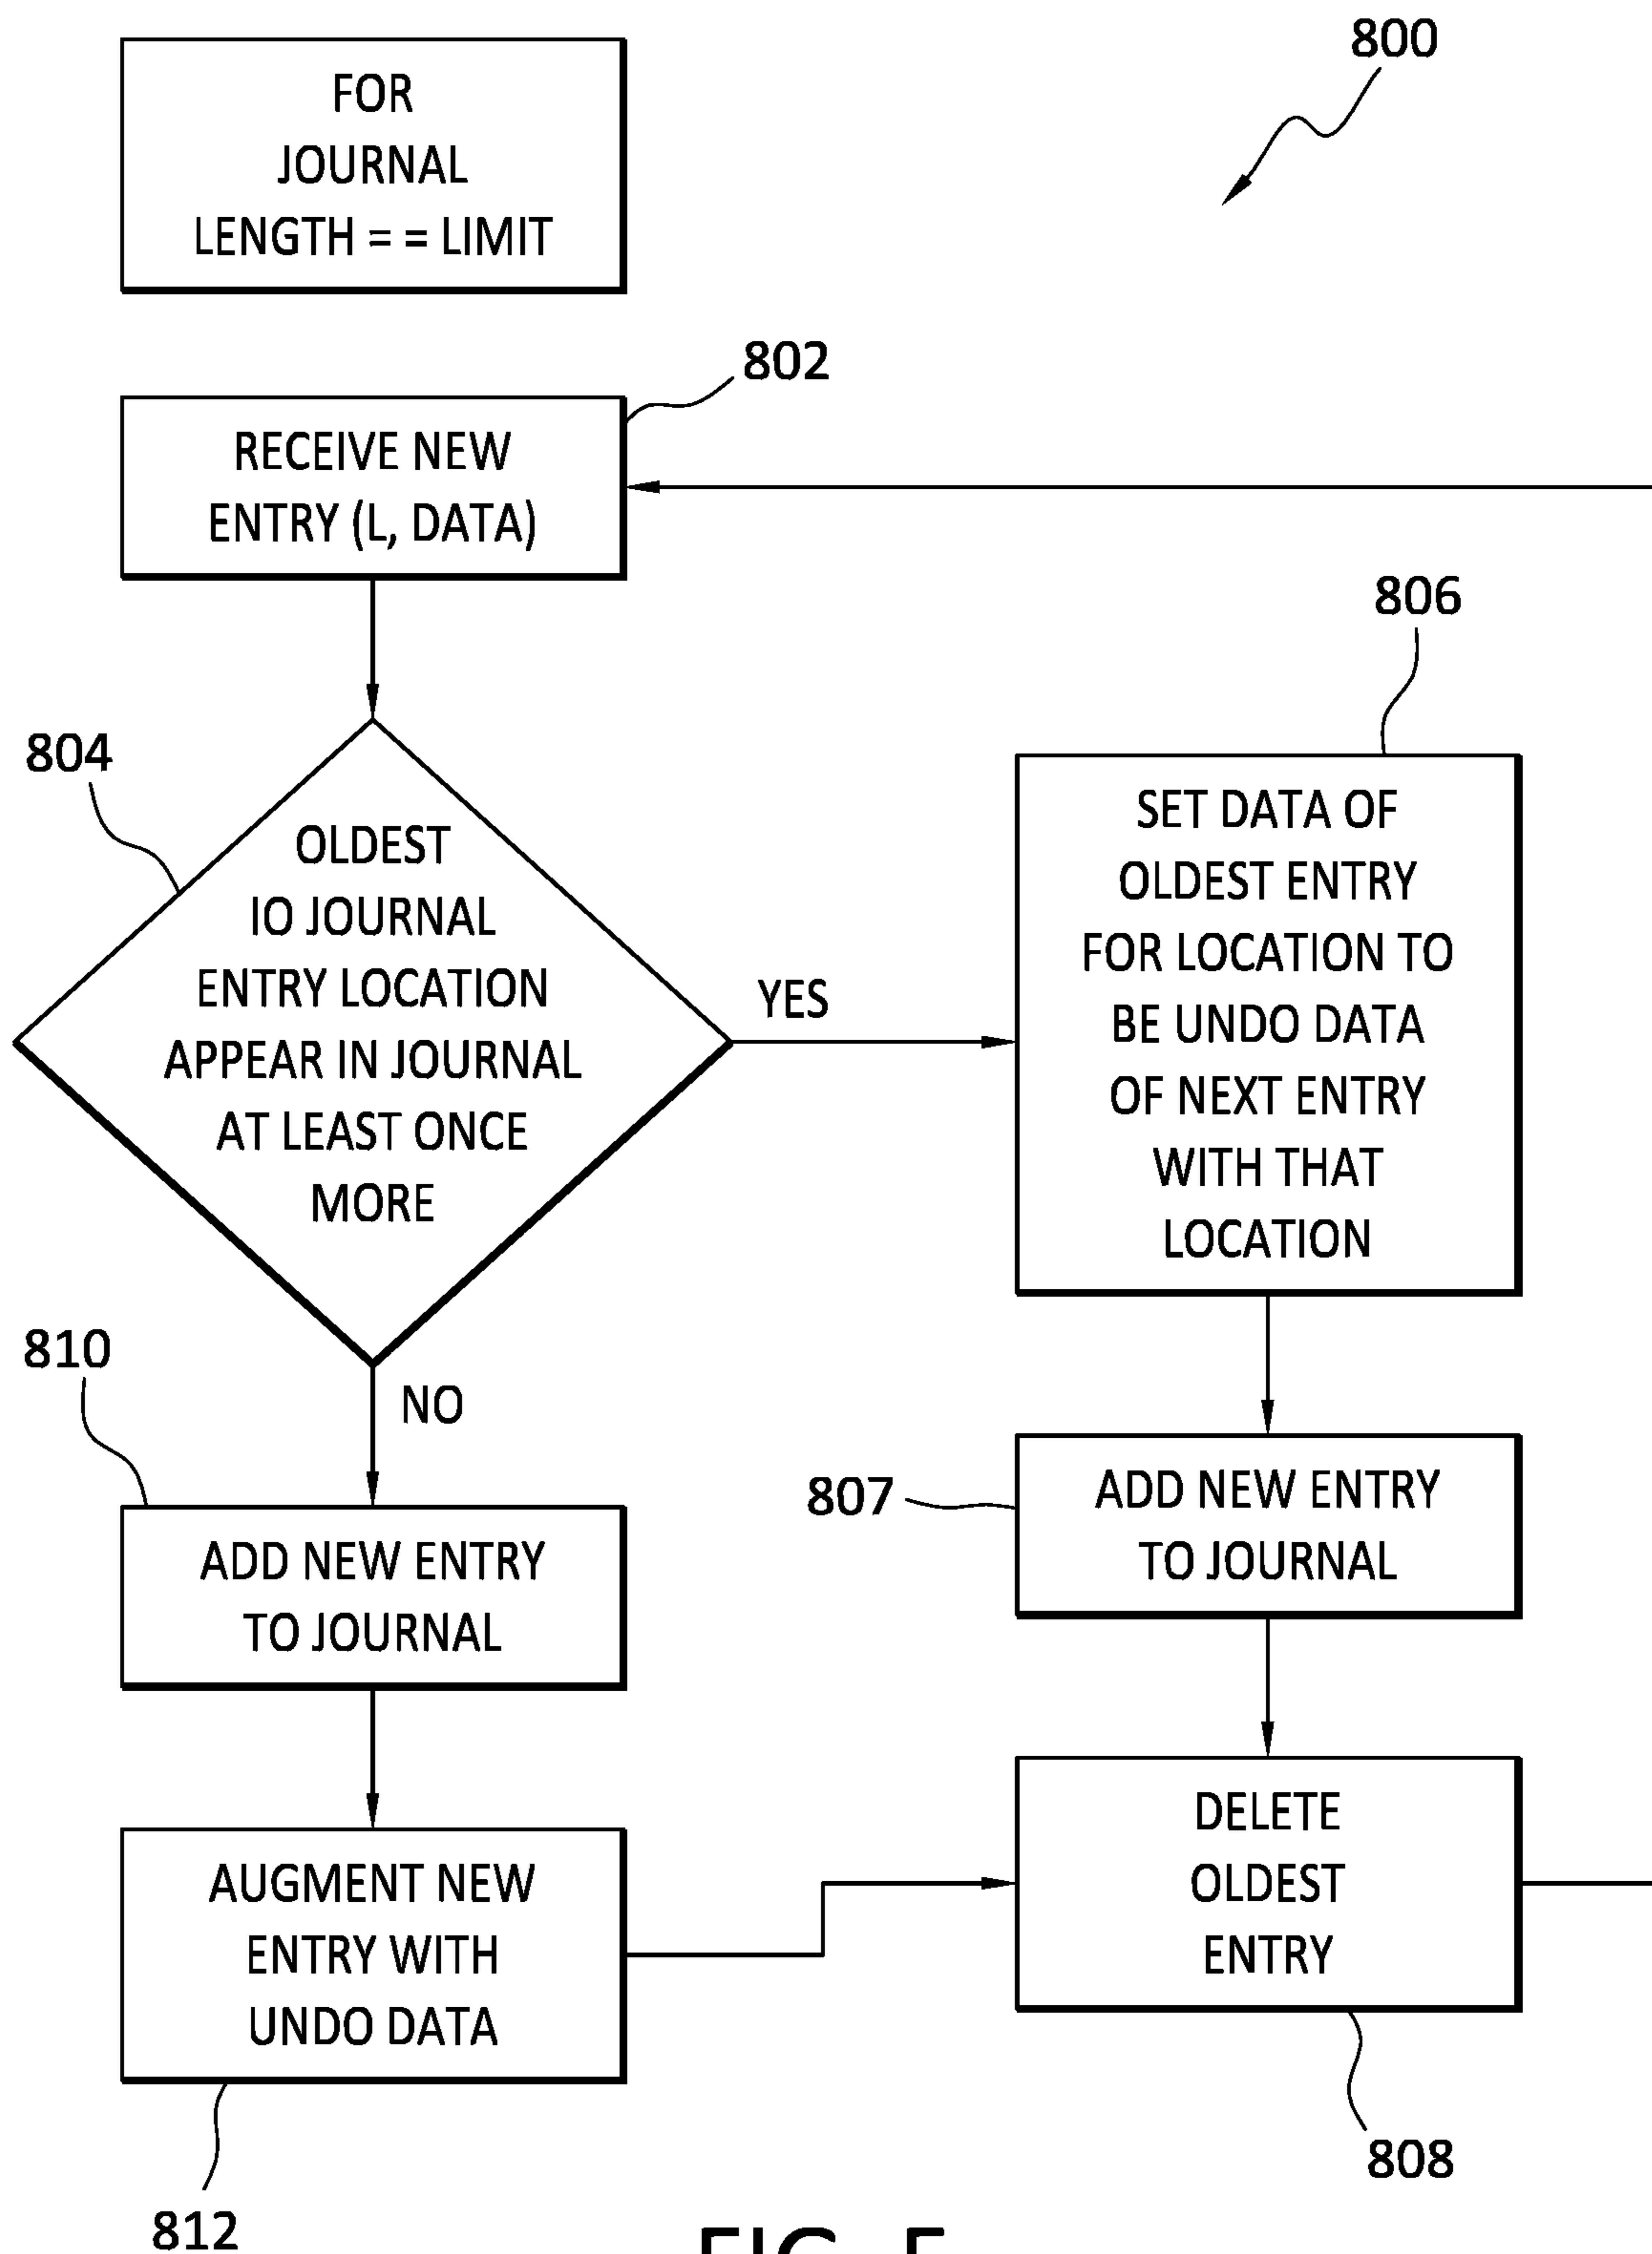 800
FOR
JOURNAL
LENGTH = = LIMIT
802
RECEIVE NEW
ENTRY (L, DATA)
804
OLDEST
IO JOURNAL
ENTRY LOCATION
APPEAR IN JOURNAL
AT LEAST ONCE
MORE
YES
NO
806
SET DATA OF
OLDEST ENTRY
FOR LOCATION TO
BE UNDO DATA
OF NEXT ENTRY
WITH THAT
LOCATION
810
ADD NEW ENTRY
TO JOURNAL
807
ADD NEW ENTRY
TO JOURNAL
AUGMENT NEW
ENTRY WITH
UNDO DATA
812
DELETE
OLDEST
ENTRY
808
FIG.